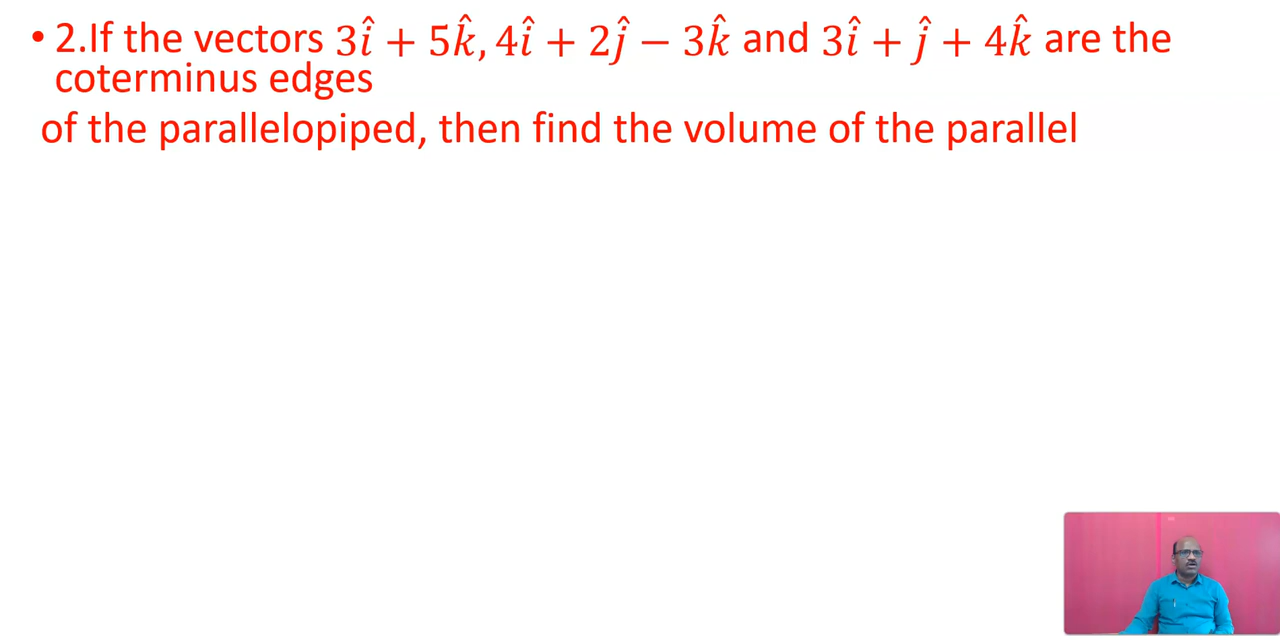 • 2.If the vectors 3î + 5k̂, 4î + 2ĵ − 3k̂ and 3î + ĵ + 4k̂ are the
coterminus edges
of the parallelopiped, then find the volume of the parallel